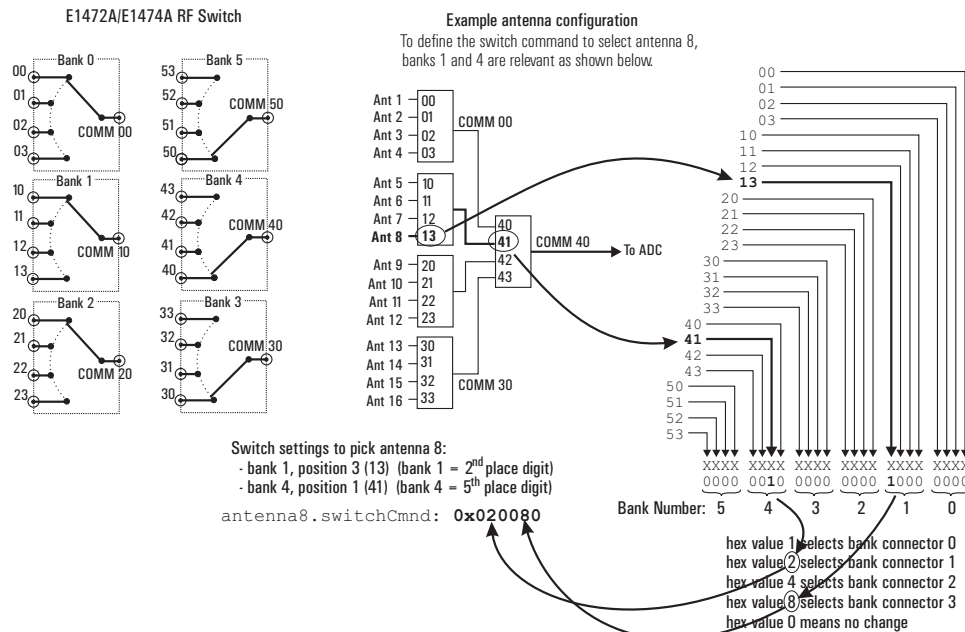 E1472A/E1474A RF Switch
Bank 0
00
01
02
03
COMM 00
Bank 5
53
52
51
50
COMM 50
Bank 1
10
11
12
13
COMM 10
Bank 4
43
42
41
40
COMM 40
Bank 2
20
21
22
23
COMM 20
Bank 3
33
32
31
30
COMM 30
Example antenna configuration
To define the switch command to select antenna 8,
banks 1 and 4 are relevant as shown below.
Ant 1 00
Ant 2 01
Ant 3 02
Ant 4 03
COMM 00
Ant 5 10
Ant 6 11
Ant 7 12
Ant 8 13
Ant 9 20
Ant 10 21
Ant 11 22
Ant 12 23
Ant 13 30
Ant 14 31
Ant 15 32
Ant 16 33
COMM 30
40
41
42
43
COMM 40
To ADC
00
01
02
03
10
11
12
13
20
21
22
23
30
31
32
33
40
41
42
43
50
51
52
53
XXXX XXXX XXXX XXXX XXXX XXXX
0000 0010 0000 0000 1000 0000
Bank Number: 5 4 3 2 1 0
Switch settings to pick antenna 8:
- bank 1, position 3 (13) (bank 1 = 2nd place digit)
- bank 4, position 1 (41) (bank 4 = 5th place digit)
antenna8.switchCmnd: 0x020080
hex value 1 selects bank connector 0
hex value 2 selects bank connector 1
hex value 4 selects bank connector 2
hex value 8 selects bank connector 3
hex value 0 means no change